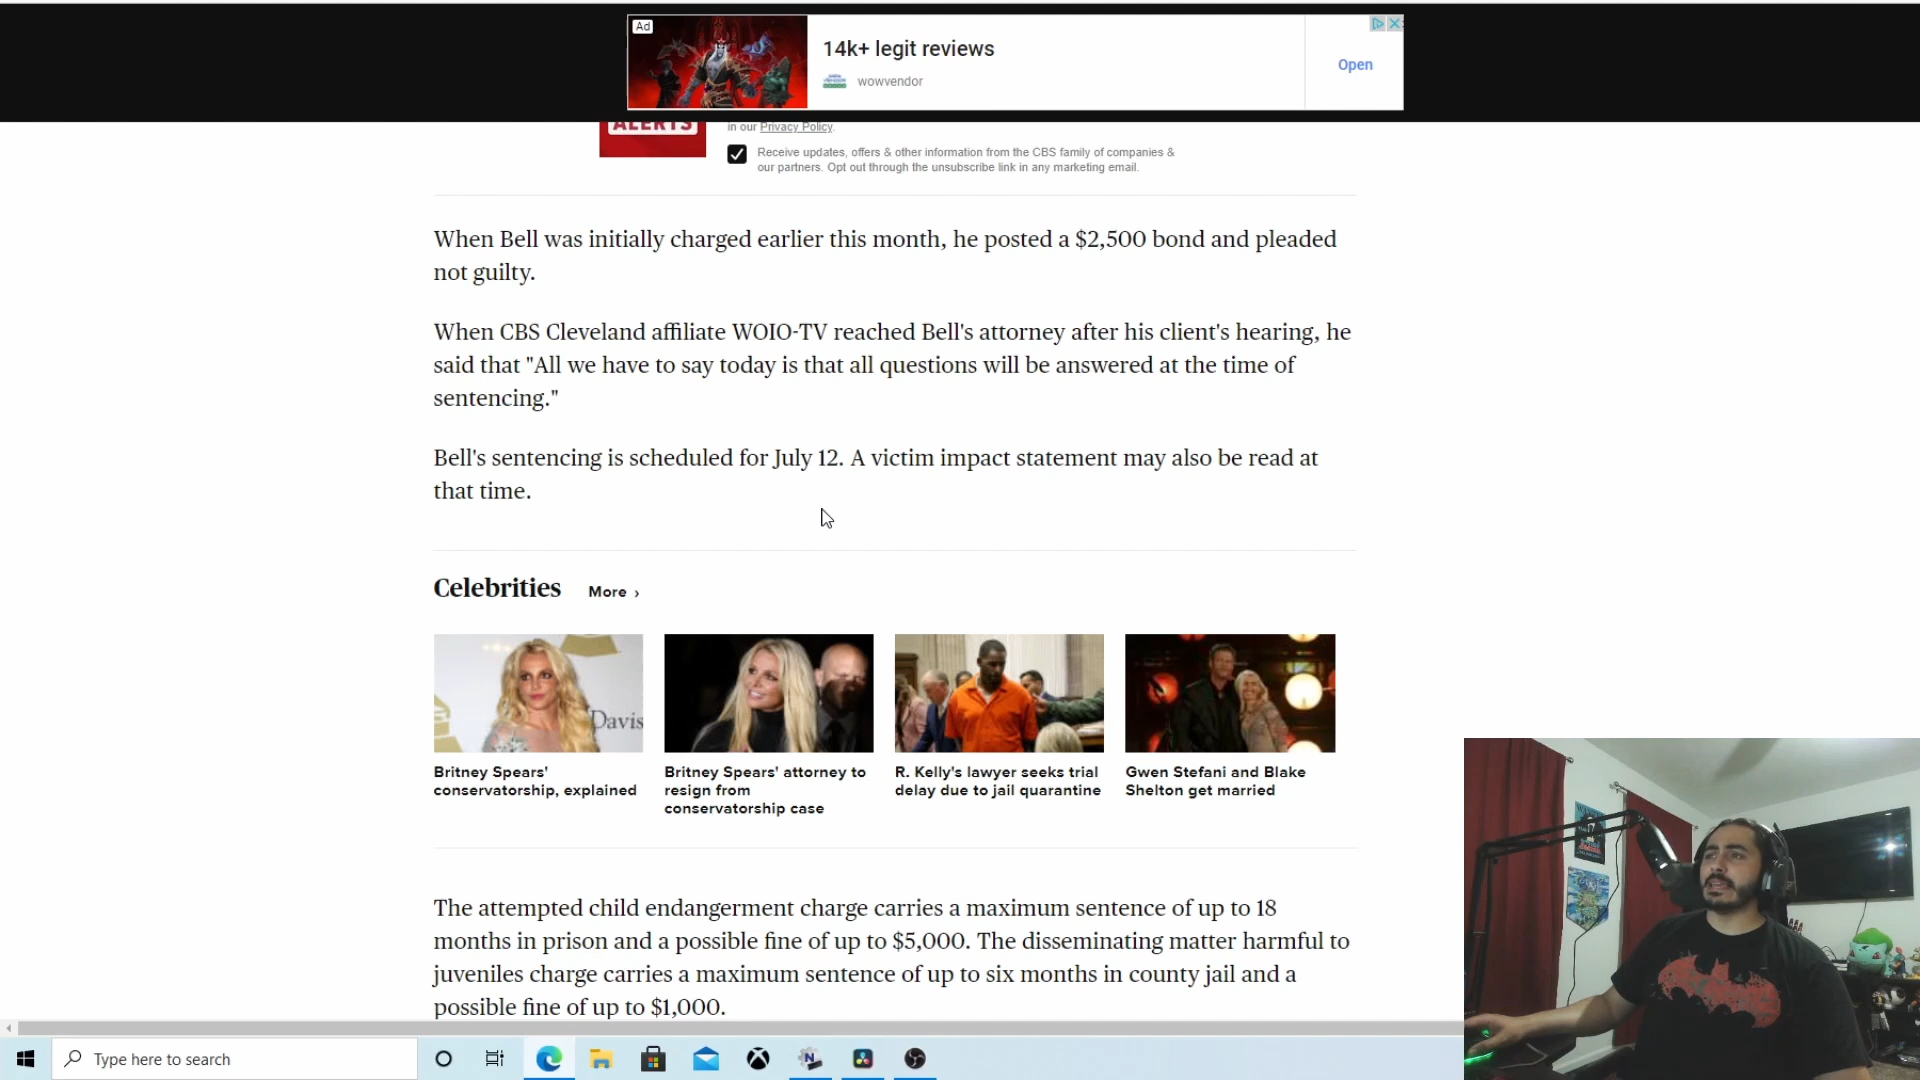 Ad
14k+ legit reviews
wowvendor
Open
ALERTS
in our Privacy Policy.
Receive updates, offers & other information from the CBS family of companies &
our partners. Opt out through the unsubscribe link in any marketing email.
When Bell was initially charged earlier this month, he posted a $2,500 bond and pleaded
not guilty.
When CBS Cleveland affiliate WOIO-TV reached Bell's attorney after his client's hearing, he
said that "All we have to say today is that all questions will be answered at the time of
sentencing."
Bell's sentencing is scheduled for July 12. A victim impact statement may also be read at
that time.
Celebrities More ›
Davis
Britney Spears'
conservatorship, explained
Britney Spears' attorney to
resign from
conservatorship case
R. Kelly's lawyer seeks trial
delay due to jail quarantine
Gwen Stefani and Blake
Shelton get married
The attempted child endangerment charge carries a maximum sentence of up to 18
months in prison and a possible fine of up to $5,000. The disseminating matter harmful to
juveniles charge carries a maximum sentence of up to six months in county jail and a
possible fine of up to $1,000.
Type here to search